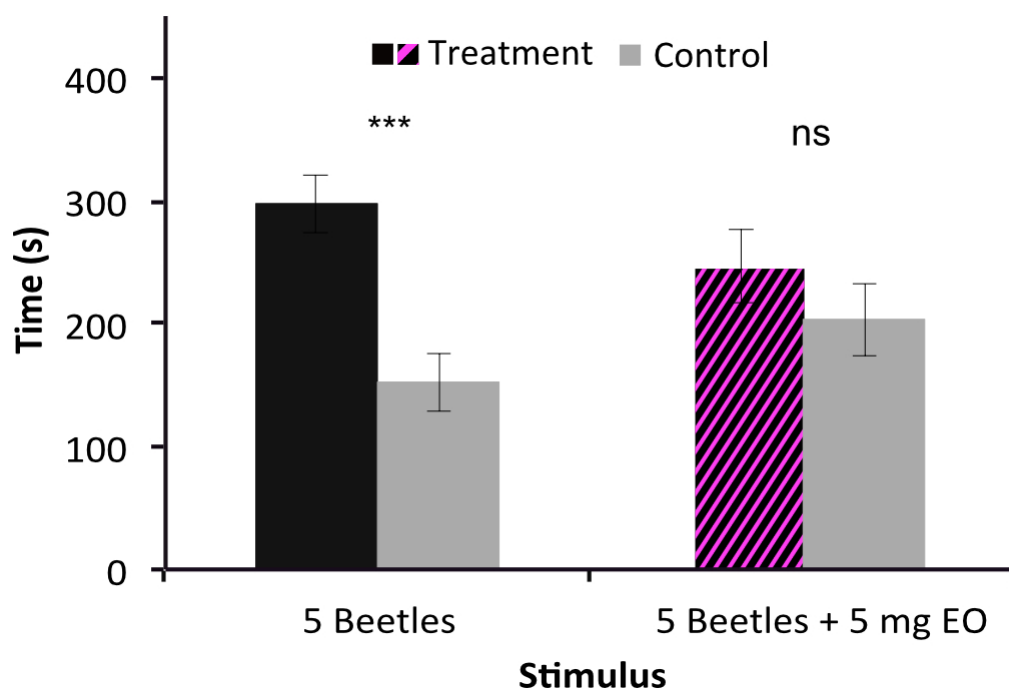 Treatment Control
400
***
ns
300
Time (s)
200
100
0
5 Beetles
5 Beetles + 5 mg EO
Stimulus